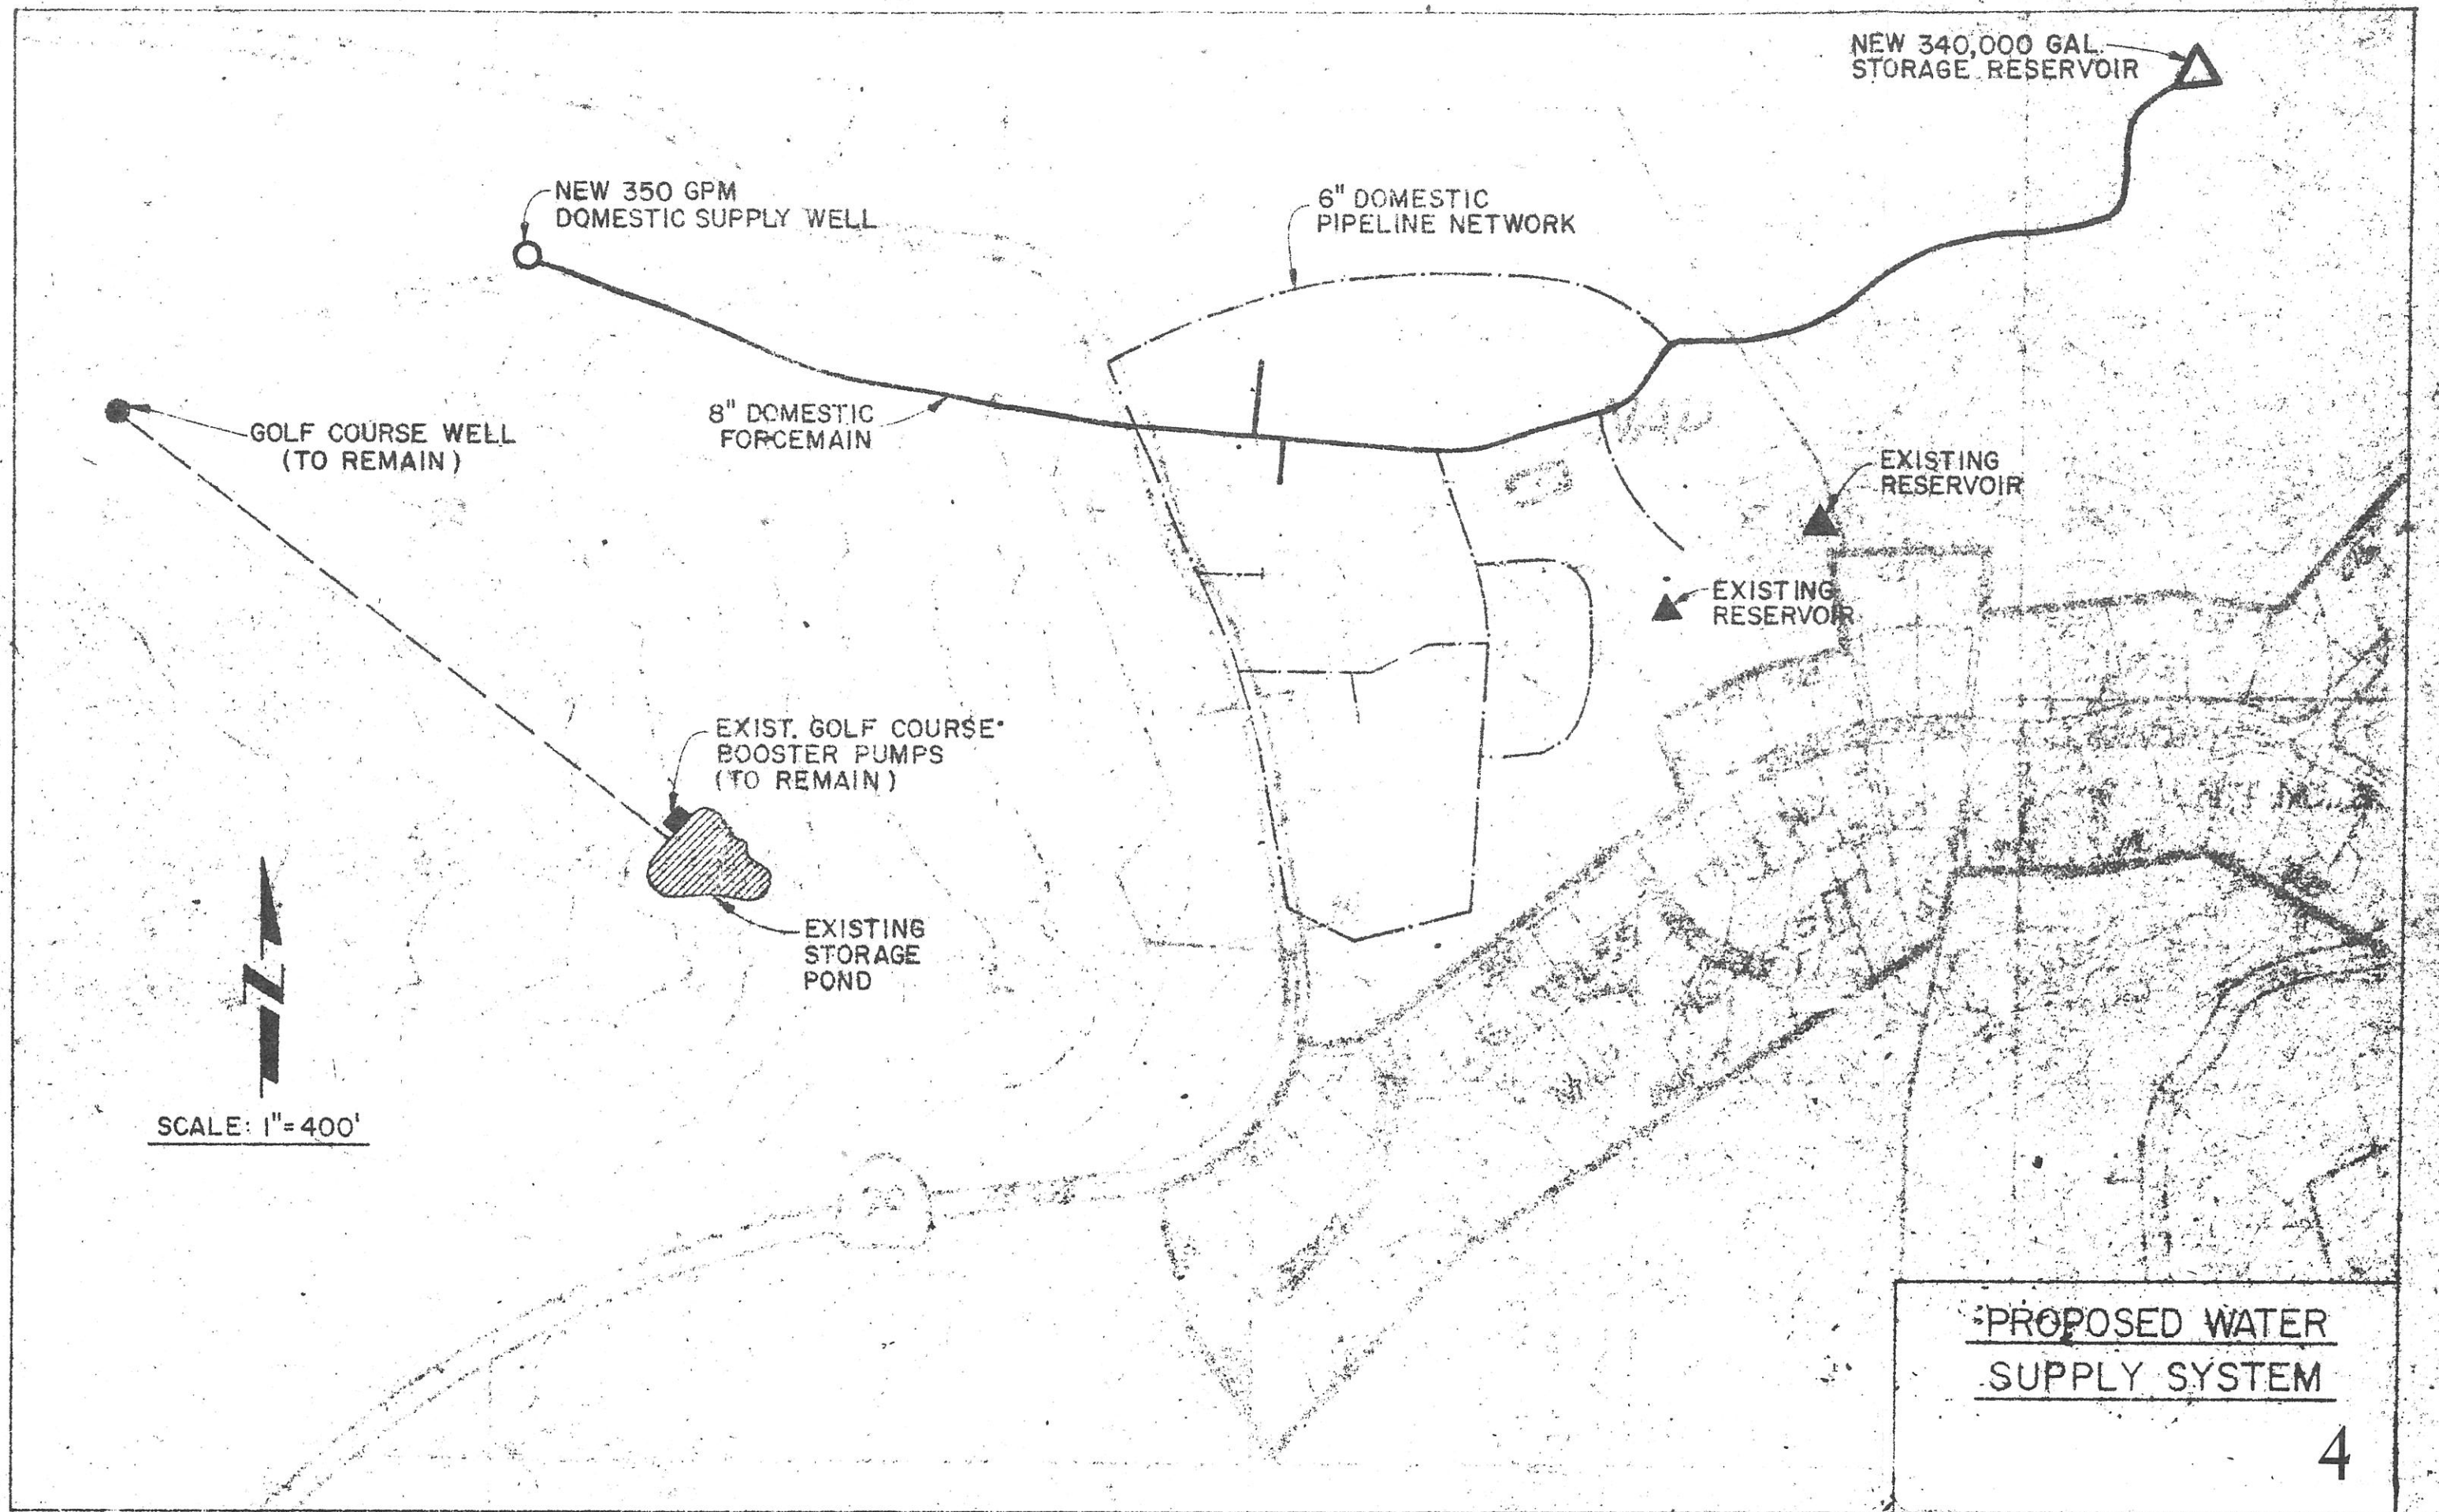 NEW 340,000 GAL.
STORAGE RESERVOIR
NEW 350 GPM
DOMESTIC SUPPLY WELL
6" DOMESTIC
PIPELINE NETWORK
8" DOMESTIC
FORCEMAIN
GOLF COURSE WELL
(TO REMAIN)
EXISTING
RESERVOIR
EXISTING
RESERVOIR
EXIST. GOLF COURSE
BOOSTER PUMPS
(TO REMAIN)
EXISTING
STORAGE
POND
N
SCALE: 1"=400'
20
PROPOSED WATER
SUPPLY SYSTEM
4